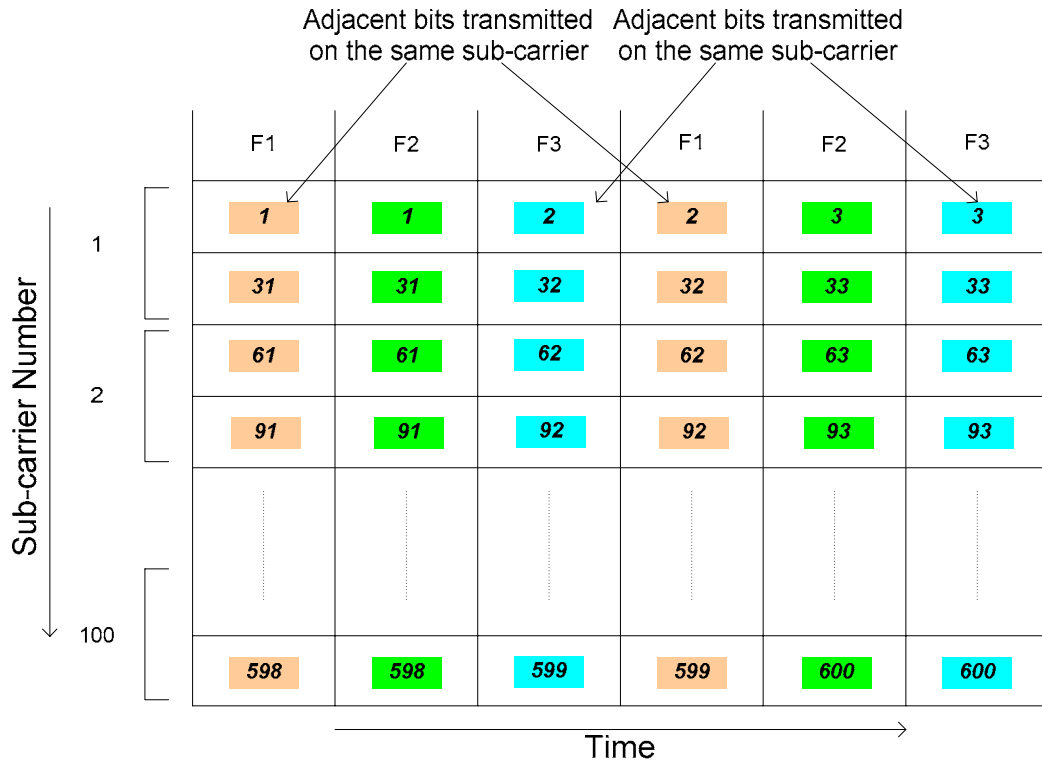 Adjacent bits transmitted
on the same sub-carrier
Adjacent bits transmitted
on the same sub-carrier
F1 F2 F3 F1 F2 F3
Sub-carrier Number
1
1 1 2 2 3 3
31 31 32 32 33 33
2
61 61 62 62 63 63
91 91 92 92 93 93
100
598 598 599 599 600 600
Time